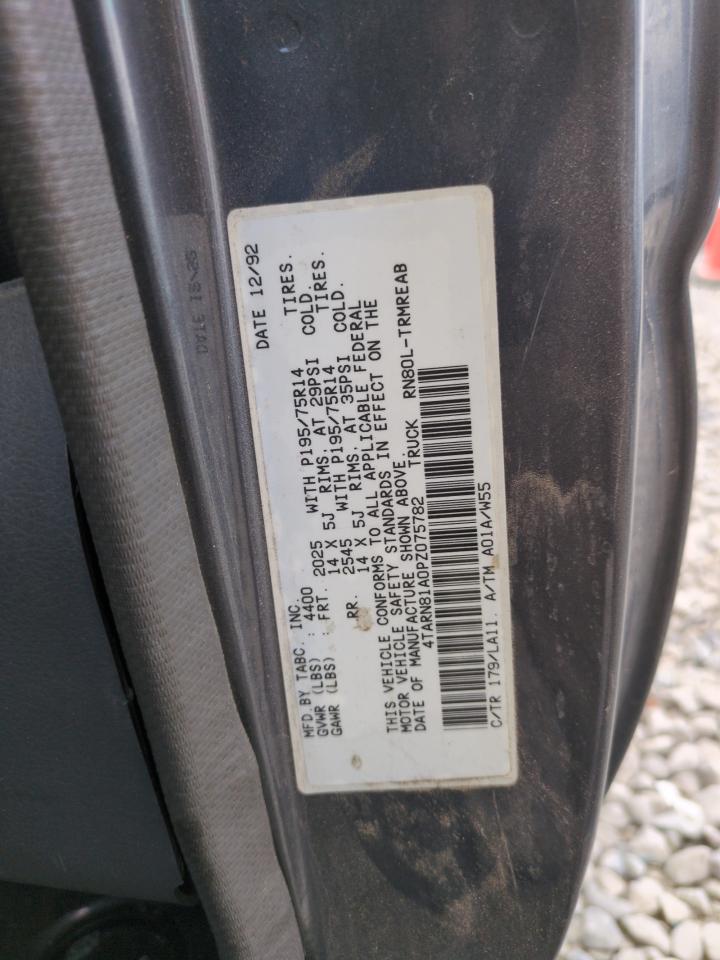 DATE 12/92
MFD.BY TABC. INC.
GVWR (LBS) : 4400
GAWR (LBS) : FRT. 2025 WITH P195/75R14 TIRES.
14 X 5J RIMS. AT 29PSI COLD.
RR. 2545 WITH P195/75R14 TIRES.
14 X 5J RIMS. AT 35PSI COLD.
THIS VEHICLE CONFORMS TO ALL APPLICABLE FEDERAL
MOTOR VEHICLE SAFETY STANDARDS IN EFFECT ON THE
DATE OF MANUFACTURE SHOWN ABOVE.
4TARN81A0PZ075782 TRUCK RN80L-TRMREAB
C/TR 179/LA11. A/TM A01A/W55